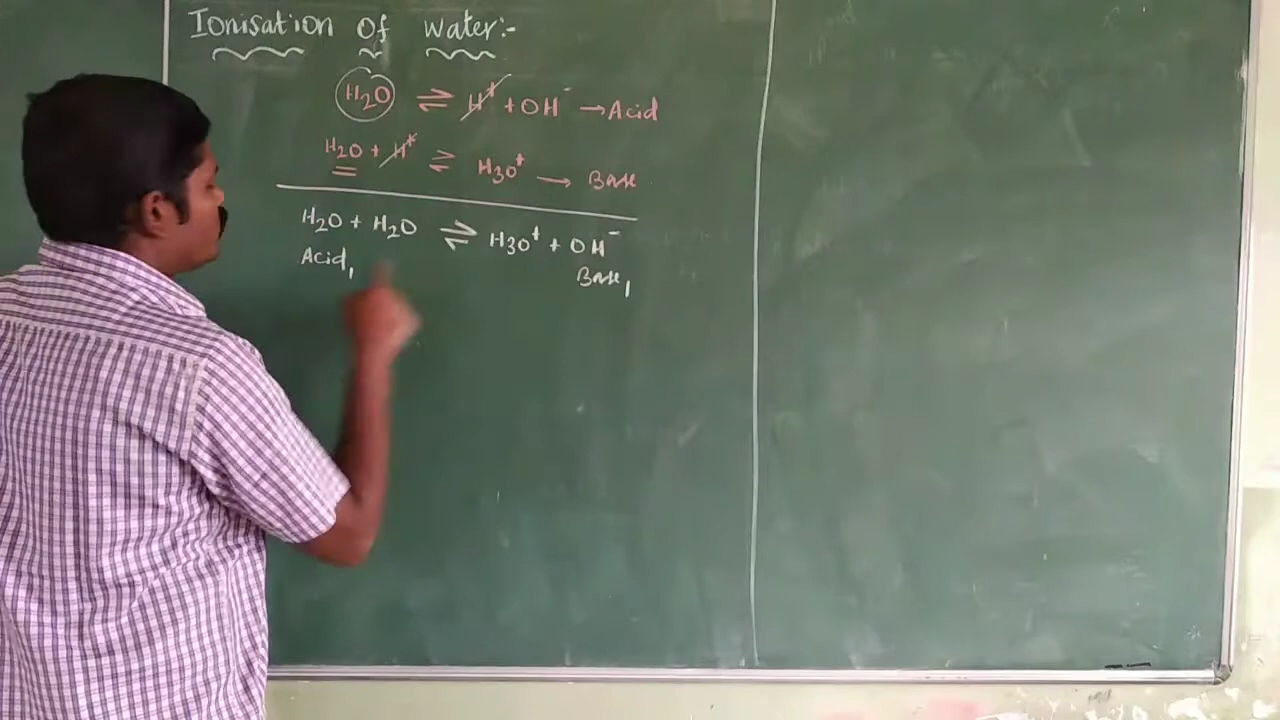 Ionisation Of Water:-
H2O ⇌ H+ + OH- → Acid
H2O + H+ ⇌ H3O+ → Base
H2O + H2O ⇌ H3O+ + OH-
Acid1 Base1